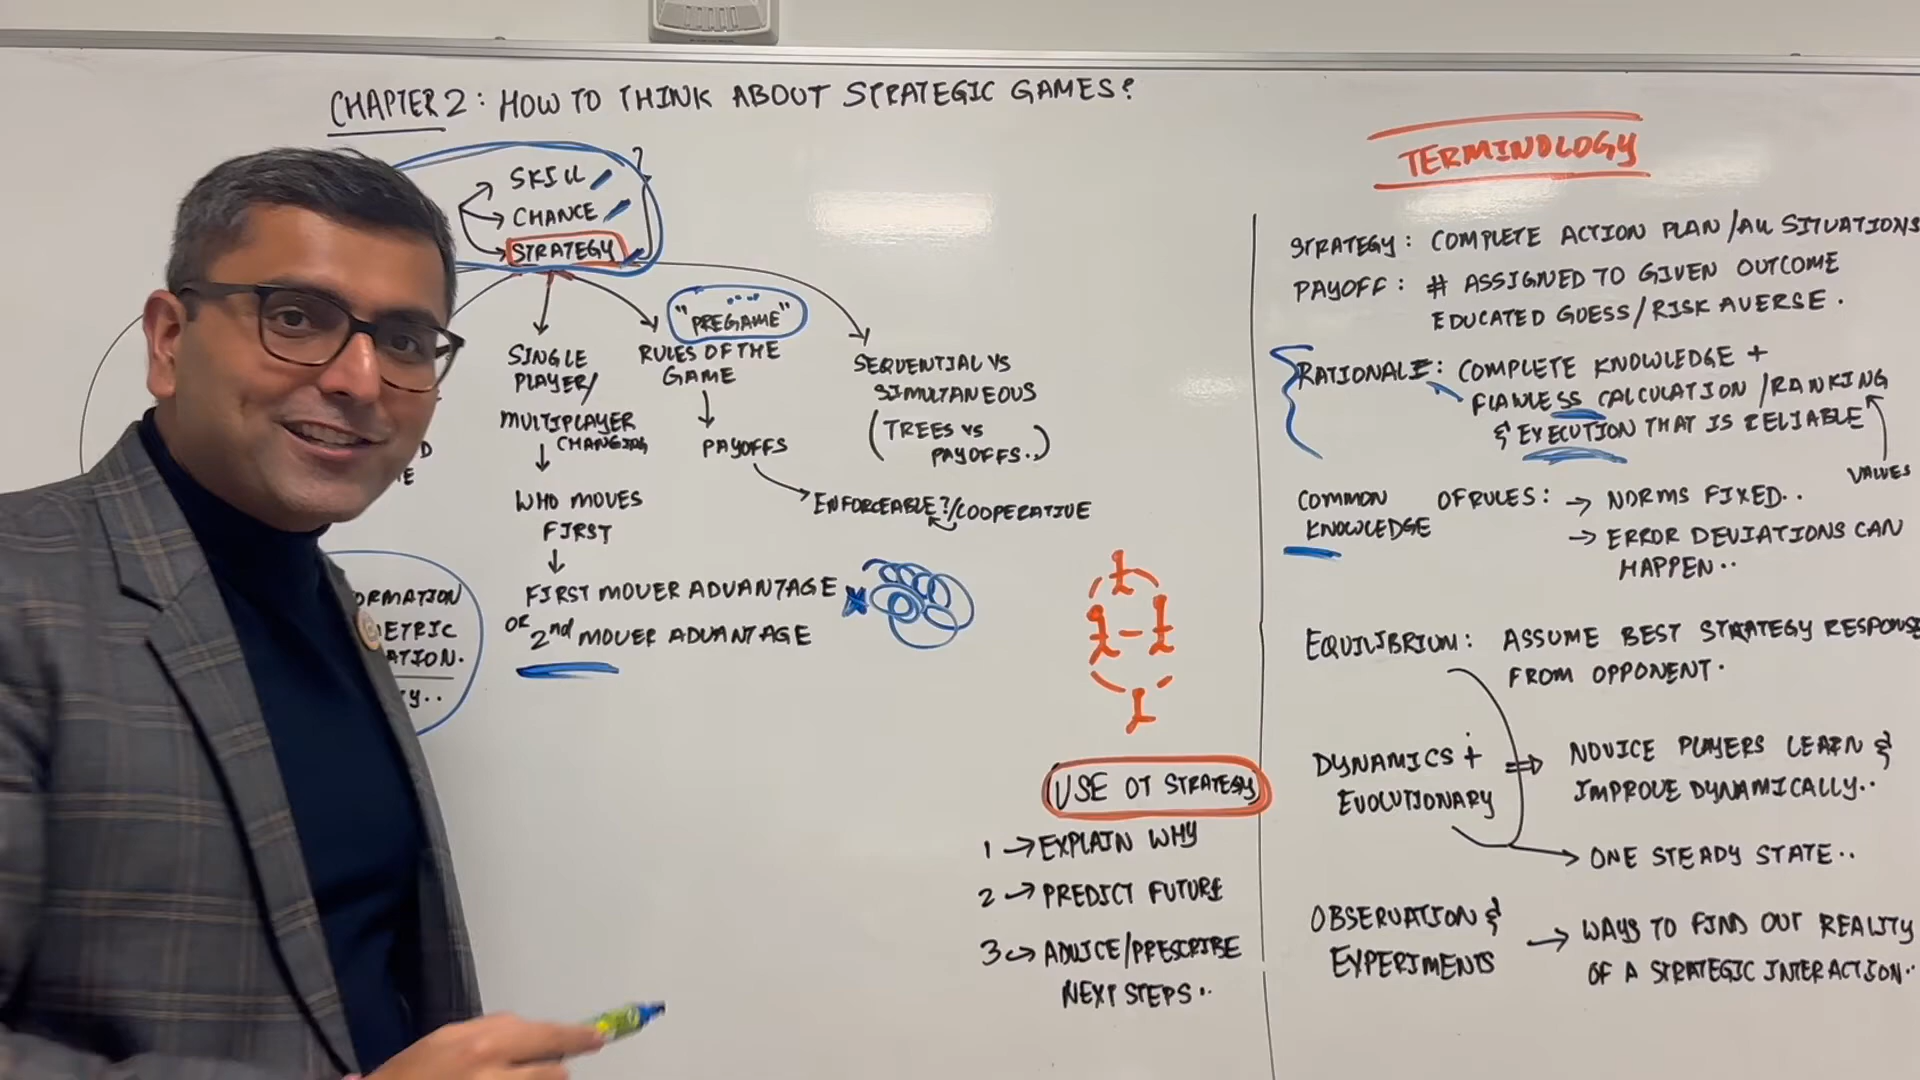 CHAPTER 2: HOW TO THINK ABOUT STRATEGIC GAMES?
SKILL
CHANCE
STRATEGY
SINGLE
PLAYER/
MULTIPLAYER
CHANGING
WHO MOVES
FIRST
FIRST MOVER ADVANTAGE
OR 2nd MOVER ADVANTAGE
"PREGAME"
RULES OF THE
GAME
PAYOFFS
ENFORCEABLE?/COOPERATIVE
SEQUENTIAL VS
SIMULTANEOUS
(TREES VS
PAYOFFS..)
ORMATION
ETRIC
ATION.
Y..
USE OT STRATEGY
1 → EXPLAIN WHY
2 → PREDICT FUTURE
3 → ADVICE/PRESCRIBE
NEXT STEPS..
TERMINOLOGY
STRATEGY: COMPLETE ACTION PLAN/ALL SITUATIONS
PAYOFF: # ASSIGNED TO GIVEN OUTCOME
EDUCATED GUESS/RISK AVERSE.
RATIONALE: COMPLETE KNOWLEDGE +
FLAWLESS CALCULATION/RANKING
& EXECUTION THAT IS RELIABLE
VALUES
COMMON OF RULES: → NORMS FIXED..
KNOWLEDGE
→ ERROR DEVIATIONS CAN
HAPPEN..
EQUILIBRIUM: ASSUME BEST STRATEGY RESPONSE
FROM OPPONENT.
DYNAMICS + ⇒ NOVICE PLAYERS LEARN &
EVOLUTIONARY IMPROVE DYNAMICALLY..
→ ONE STEADY STATE..
OBSERVATION & → WAYS TO FIND OUT REALITY
EXPERIMENTS OF A STRATEGIC INTERACTION..